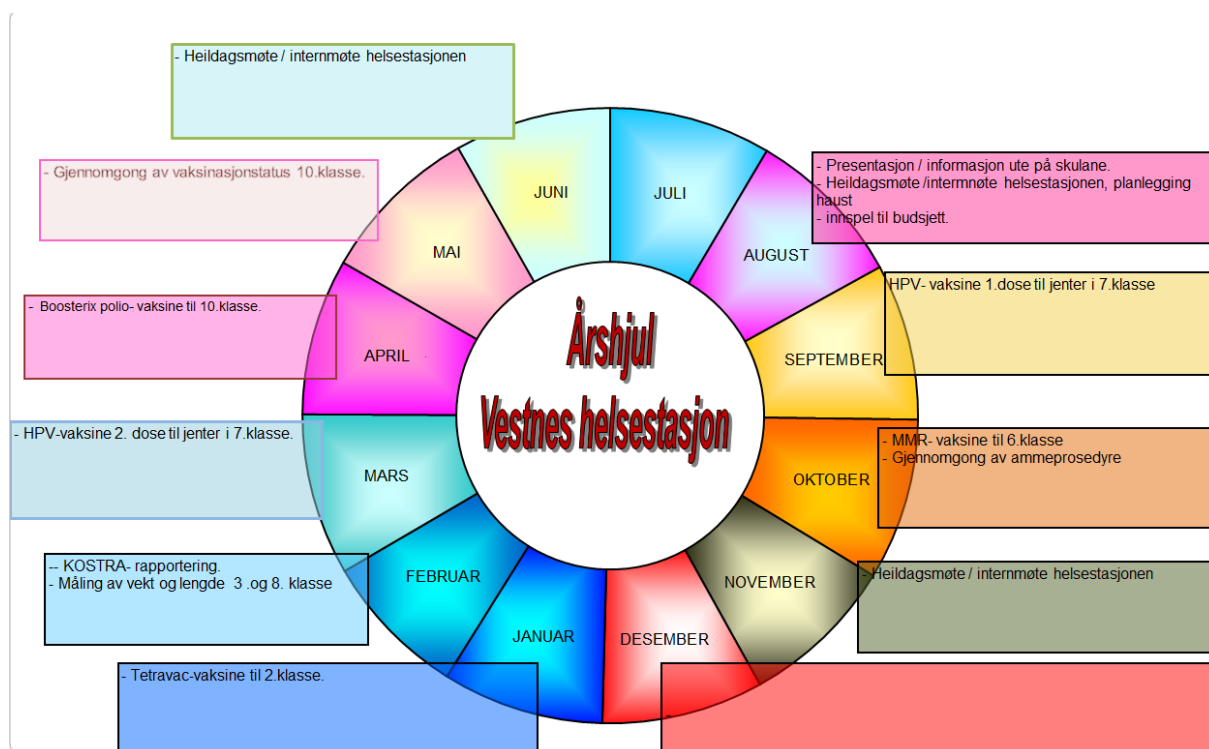 - Heildagsmøte / internmøte helsestasjonen
- Gjennomgong av vaksinasjonstatus 10.klasse.
- Boosterix polio- vaksine til 10.klasse.
- HPV-vaksine 2. dose til jenter i 7.klasse.
-- KOSTRA- rapportering.
- Måling av vekt og lengde 3 .og 8. klasse
- Tetravac-vaksine til 2.klasse.
JUNI
JULI
MAI
AUGUST
APRIL
SEPTEMBER
MARS
OKTOBER
FEBRUAR
NOVEMBER
JANUAR
DESEMBER
Årshjul
Vestnes helsestasjon
- Presentasjon / informasjon ute på skulane.
- Heildagsmøte /intermnøte helsestasjonen, planlegging
haust
- innspel til budsjett.
HPV- vaksine 1.dose til jenter i 7.klasse
- MMR- vaksine til 6.klasse
- Gjennomgong av ammeprosedyre
- Heildagsmøte / internmøte helsestasjonen
-